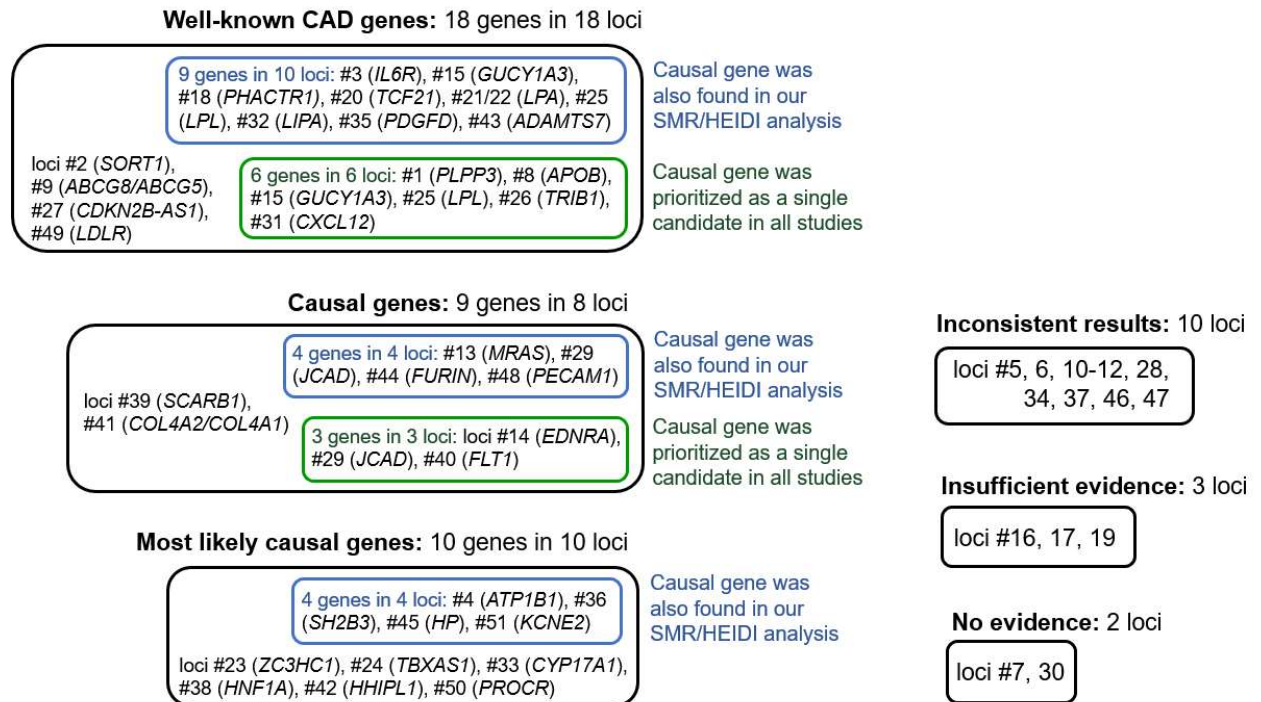 Well-known CAD genes: 18 genes in 18 loci
9 genes in 10 loci: #3 (IL6R), #15 (GUCY1A3),
#18 (PHACTR1), #20 (TCF21), #21/22 (LPA), #25
(LPL), #32 (LIPA), #35 (PDGFD), #43 (ADAMTS7)
Causal gene was
also found in our
SMR/HEIDI analysis
loci #2 (SORT1),
#9 (ABCG8/ABCG5),
#27 (CDKN2B-AS1),
#49 (LDLR)
6 genes in 6 loci: #1 (PLPP3), #8 (APOB),
#15 (GUCY1A3), #25 (LPL), #26 (TRIB1),
#31 (CXCL12)
Causal gene was
prioritized as a single
candidate in all studies
Causal genes: 9 genes in 8 loci
4 genes in 4 loci: #13 (MRAS), #29
(JCAD), #44 (FURIN), #48 (PECAM1)
Causal gene was
also found in our
SMR/HEIDI analysis
loci #39 (SCARB1),
#41 (COL4A2/COL4A1)
3 genes in 3 loci: loci #14 (EDNRA),
#29 (JCAD), #40 (FLT1)
Causal gene was
prioritized as a single
candidate in all studies
Most likely causal genes: 10 genes in 10 loci
4 genes in 4 loci: #4 (ATP1B1), #36
(SH2B3), #45 (HP), #51 (KCNE2)
Causal gene was
also found in our
SMR/HEIDI analysis
loci #23 (ZC3HC1), #24 (TBXAS1), #33 (CYP17A1),
#38 (HNF1A), #42 (HHIPL1), #50 (PROCR)
Inconsistent results: 10 loci
loci #5, 6, 10-12, 28,
34, 37, 46, 47
Insufficient evidence: 3 loci
loci #16, 17, 19
No evidence: 2 loci
loci #7, 30